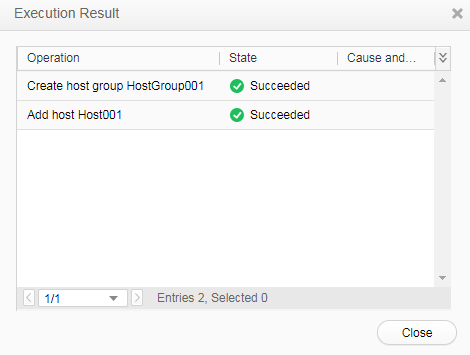 Execution Result
Operation State Cause and...
Create host group HostGroup001 Succeeded
Add host Host001 Succeeded
1/1 Entries 2, Selected 0
Close